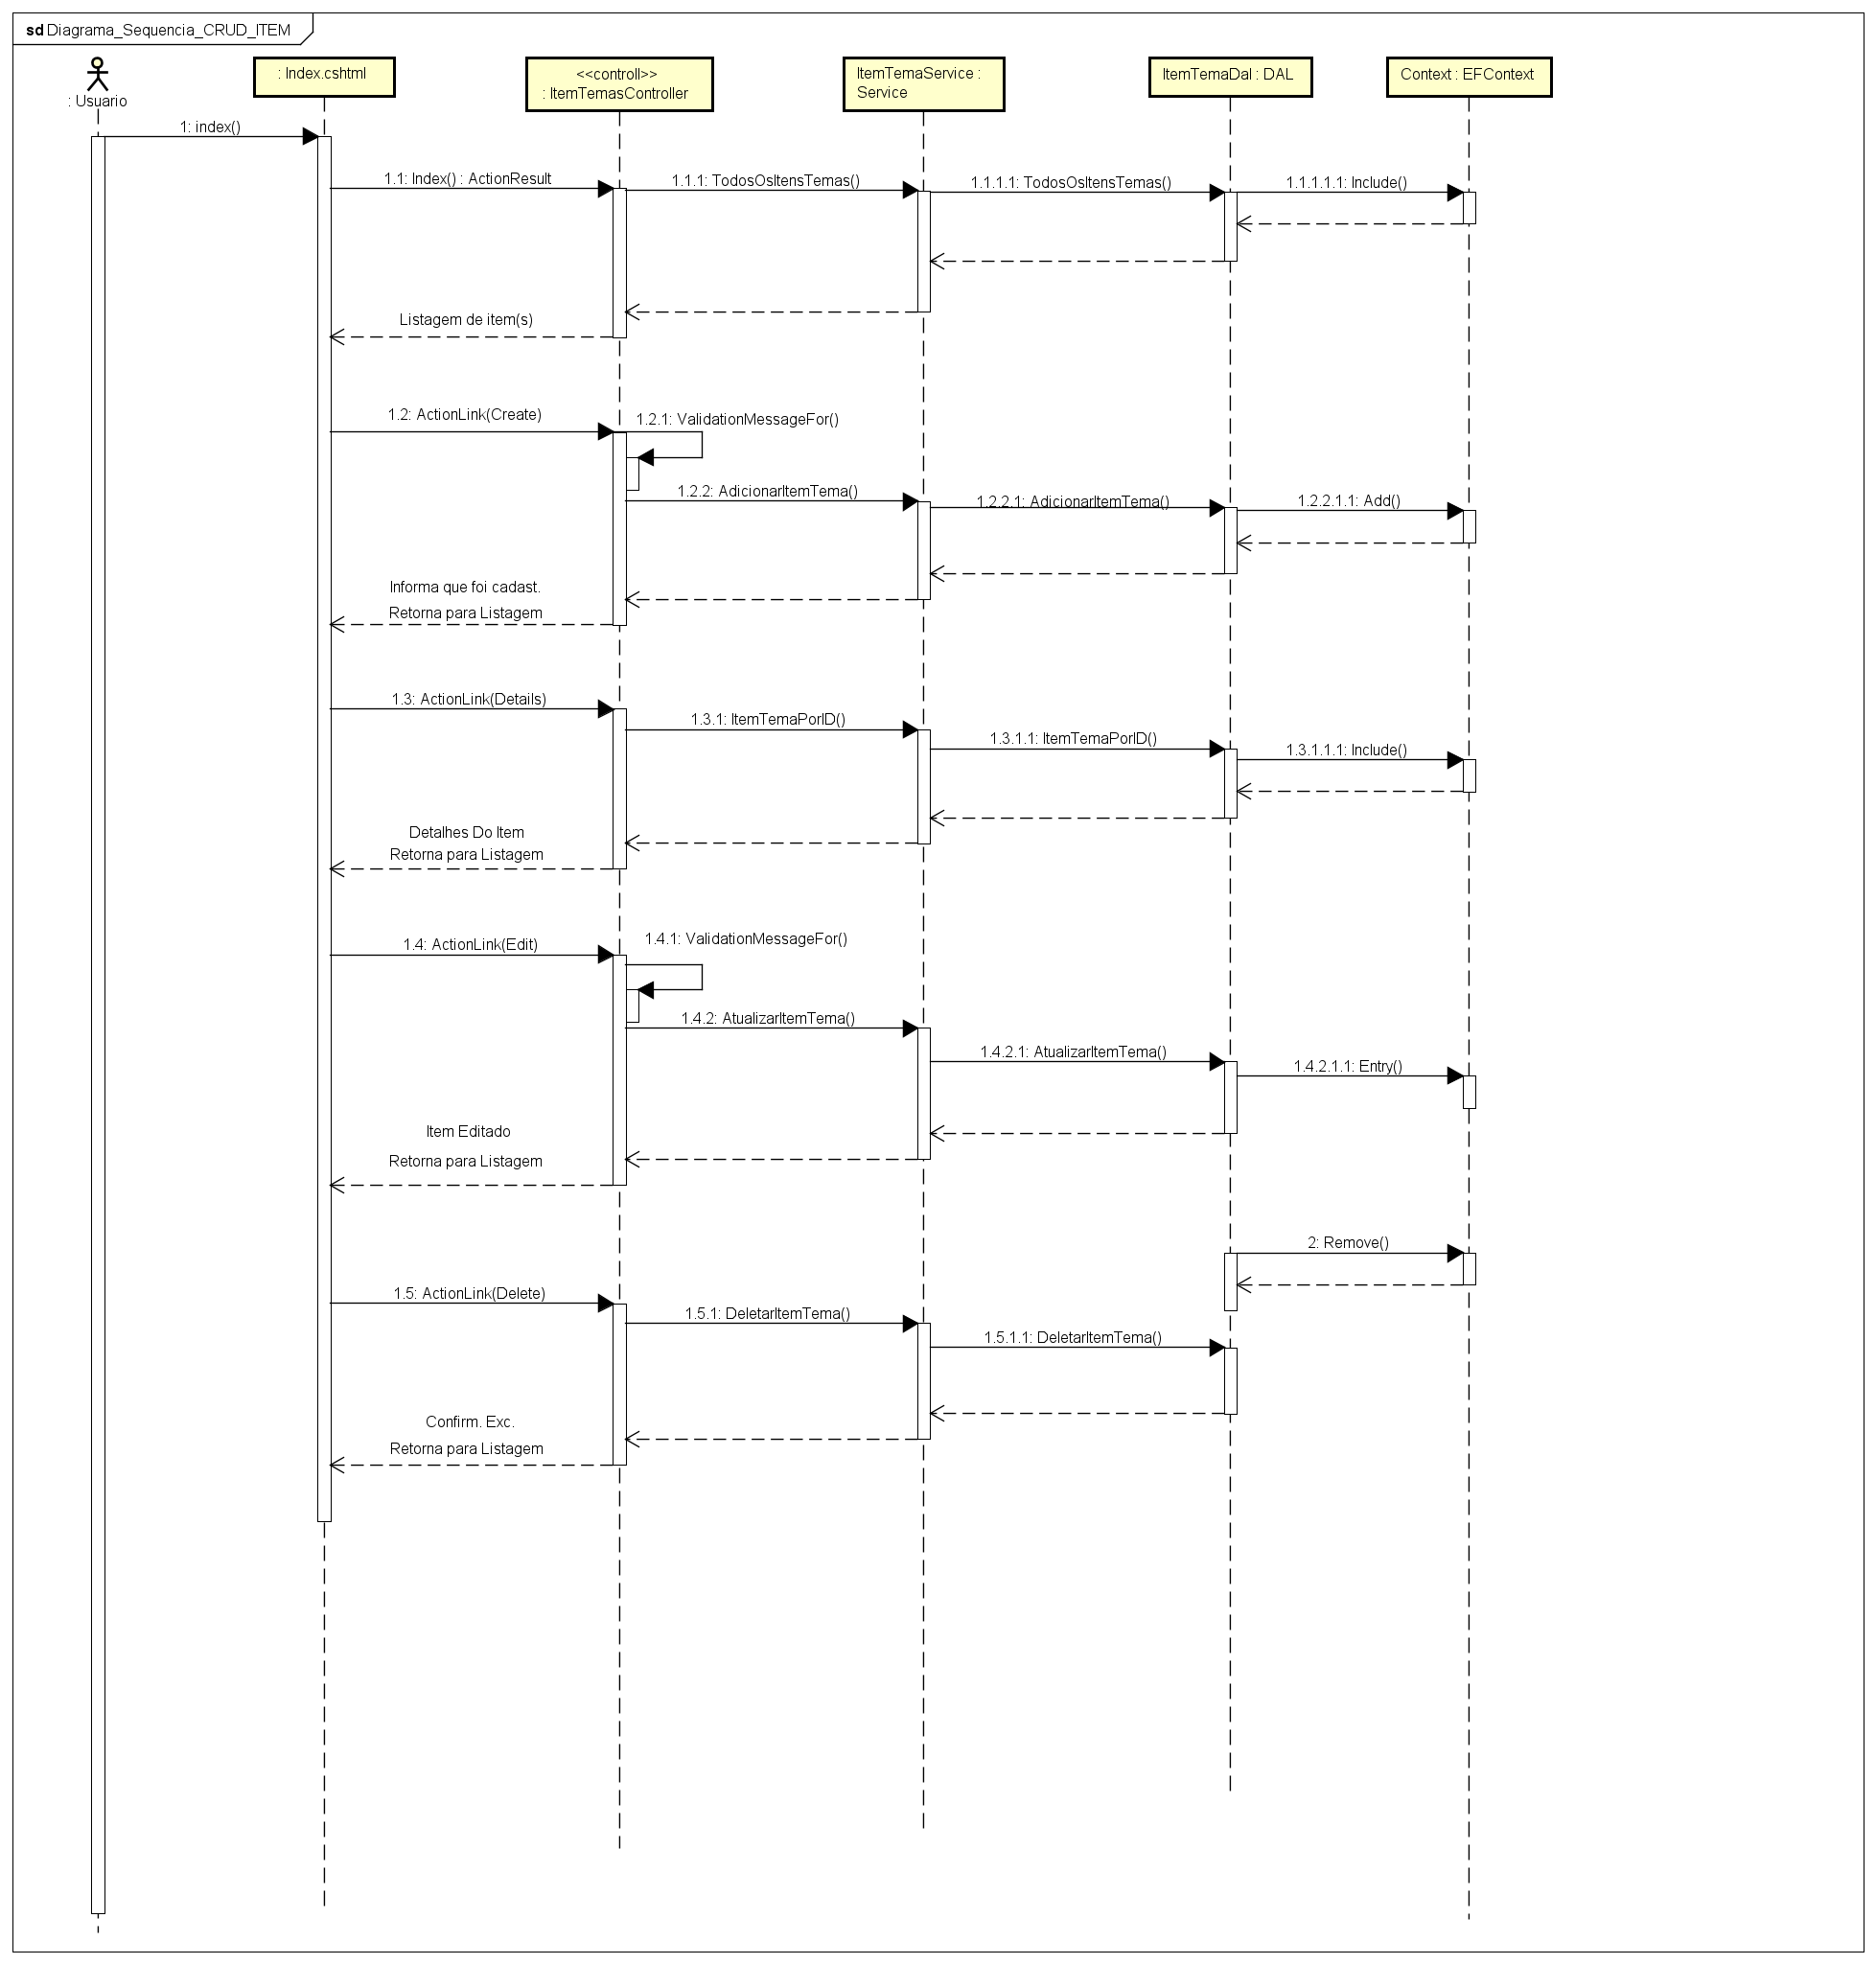 sd Diagrama_Sequencia_CRUD_ITEM
: Usuario
: Index.cshtml
<<controll>>
: ItemTemasController
ItemTemaService :
Service
ItemTemaDal : DAL
Context : EFContext
1: index()
1.1: Index() : ActionResult
1.1.1: TodosOsItensTemas()
1.1.1.1: TodosOsItensTemas()
1.1.1.1.1: Include()
Listagem de item(s)
1.2: ActionLink(Create)
1.2.1: ValidationMessageFor()
1.2.2: AdicionarItemTema()
1.2.2.1: AdicionarItemTema()
1.2.2.1.1: Add()
Informa que foi cadast.
Retorna para Listagem
1.3: ActionLink(Details)
1.3.1: ItemTemaPorID()
1.3.1.1: ItemTemaPorID()
1.3.1.1.1: Include()
Detalhes Do Item
Retorna para Listagem
1.4: ActionLink(Edit)
1.4.1: ValidationMessageFor()
1.4.2: AtualizarItemTema()
1.4.2.1: AtualizarItemTema()
1.4.2.1.1: Entry()
Item Editado
Retorna para Listagem
2: Remove()
1.5: ActionLink(Delete)
1.5.1: DeletarItemTema()
1.5.1.1: DeletarItemTema()
Confirm. Exc.
Retorna para Listagem